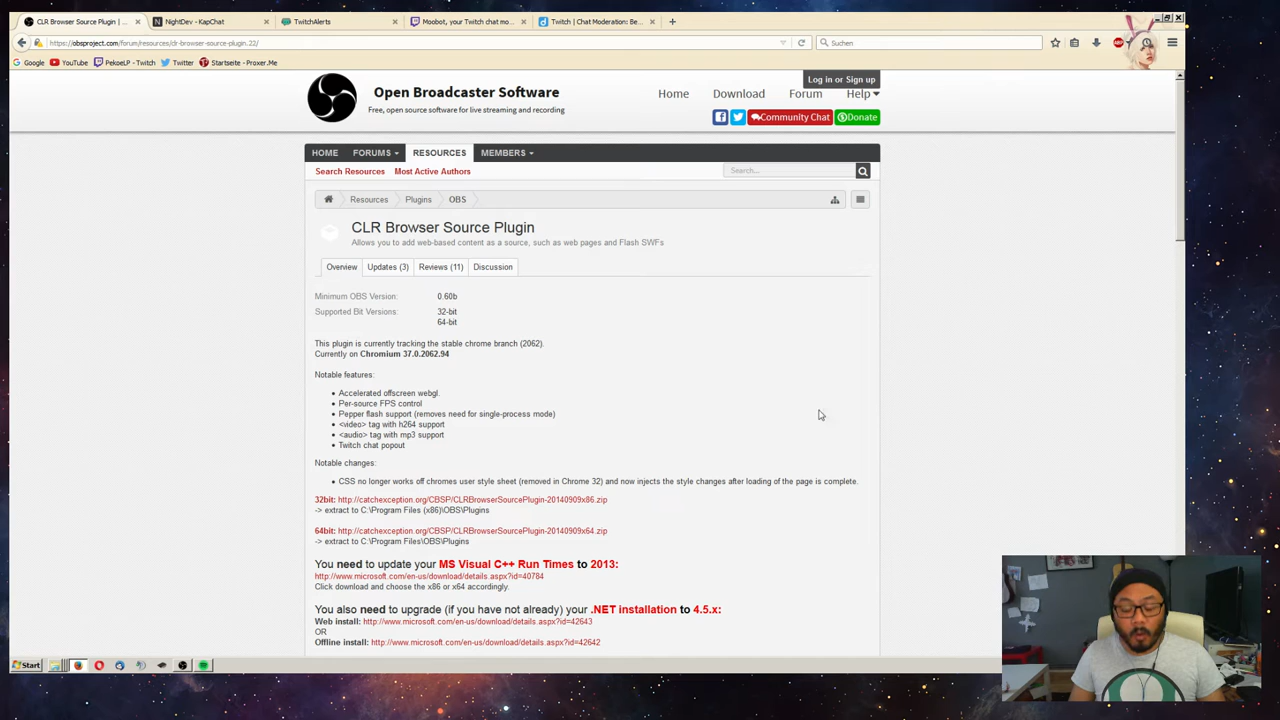 CLR Browser Source Plugin | ...
NightDev - KapChat
TwitchAlerts
Moobot, your Twitch chat mo...
Twitch | Chat Moderation: Be...
https://obsproject.com/forum/resources/clr-browser-source-plugin.22/
Suchen
Google
YouTube
PekoeLP - Twitch
Twitter
Startseite - Proxer.Me
Log in or Sign up
Open Broadcaster Software
Free, open source software for live streaming and recording
Home
Download
Forum
Help
Community Chat
Donate
HOME
FORUMS
RESOURCES
MEMBERS
Search Resources
Most Active Authors
Search...
Resources
Plugins
OBS
CLR Browser Source Plugin
Allows you to add web-based content as a source, such as web pages and Flash SWFs
Overview
Updates (3)
Reviews (11)
Discussion
Minimum OBS Version: 0.60b
Supported Bit Versions: 32-bit
64-bit
This plugin is currently tracking the stable chrome branch (2062).
Currently on Chromium 37.0.2062.94
Notable features:
• Accelerated offscreen webgl.
• Per-source FPS control
• Pepper flash support (removes need for single-process mode)
• <video> tag with h264 support
• <audio> tag with mp3 support
• Twitch chat popout
Notable changes:
• CSS no longer works off chromes user style sheet (removed in Chrome 32) and now injects the style changes after loading of the page is complete.
32bit: http://catchexception.org/CBSP/CLRBrowserSourcePlugin-20140909x86.zip
-> extract to C:\Program Files (x86)\OBS\Plugins
64bit: http://catchexception.org/CBSP/CLRBrowserSourcePlugin-20140909x64.zip
-> extract to C:\Program Files\OBS\Plugins
You need to update your MS Visual C++ Run Times to 2013:
http://www.microsoft.com/en-us/download/details.aspx?id=40784
Click download and choose the x86 or x64 accordingly.
You also need to upgrade (if you have not already) your .NET installation to 4.5.x:
Web install: http://www.microsoft.com/en-us/download/details.aspx?id=42643
OR
Offline install: http://www.microsoft.com/en-us/download/details.aspx?id=42642
Start